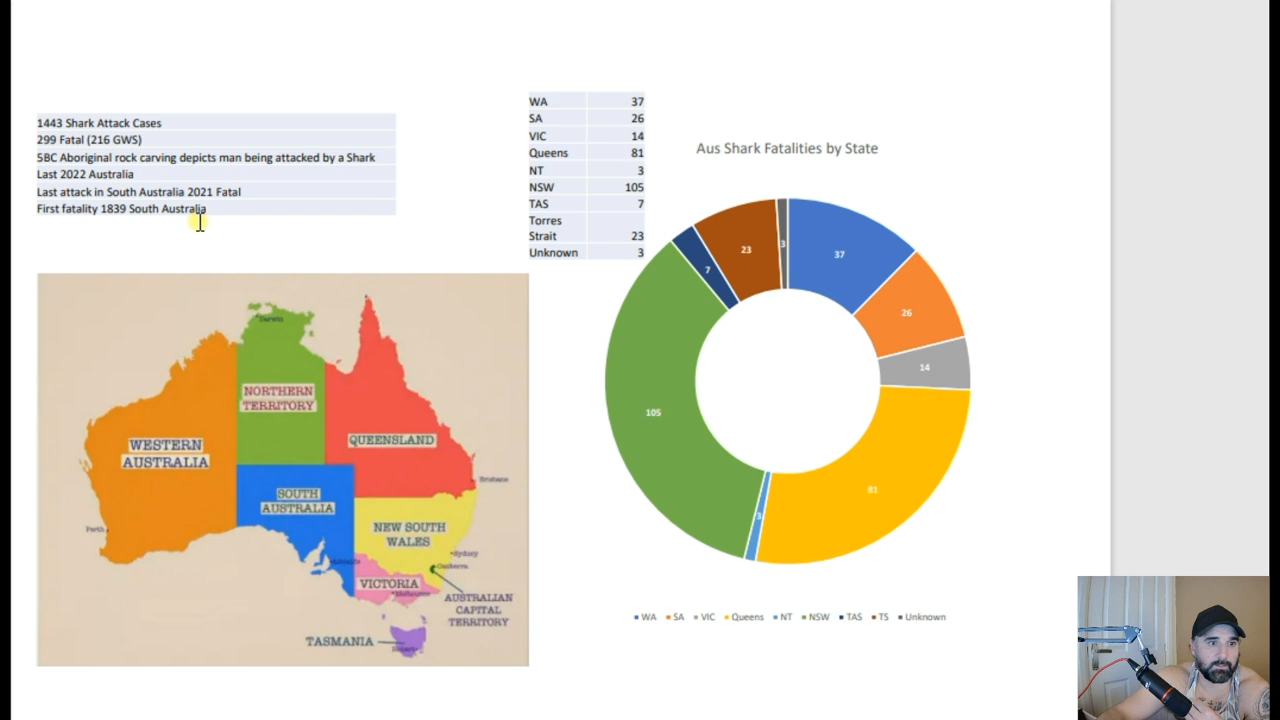 1443 Shark Attack Cases
299 Fatal (216 GWS)
5BC Aboriginal rock carving depicts man being attacked by a Shark
Last 2022 Australia
Last attack in South Australia 2021 Fatal
First fatality 1839 South Australia
WA 37
SA 26
VIC 14
Queens 81
NT 3
NSW 105
TAS 7
Torres
Strait 23
Unknown 3
Aus Shark Fatalities by State
3
23
7
37
26
14
105
81
3
WA SA VIC Queens NT NSW TAS TS Unknown
Darwin
NORTHERN
TERRITORY
WESTERN
AUSTRALIA
QUEENSLAND
Brisbane
SOUTH
AUSTRALIA
Perth
NEW SOUTH
WALES
Sydney
Canberra
Adelaide
VICTORIA
Melbourne
AUSTRALIAN
CAPITAL
TERRITORY
TASMANIA
Hobart